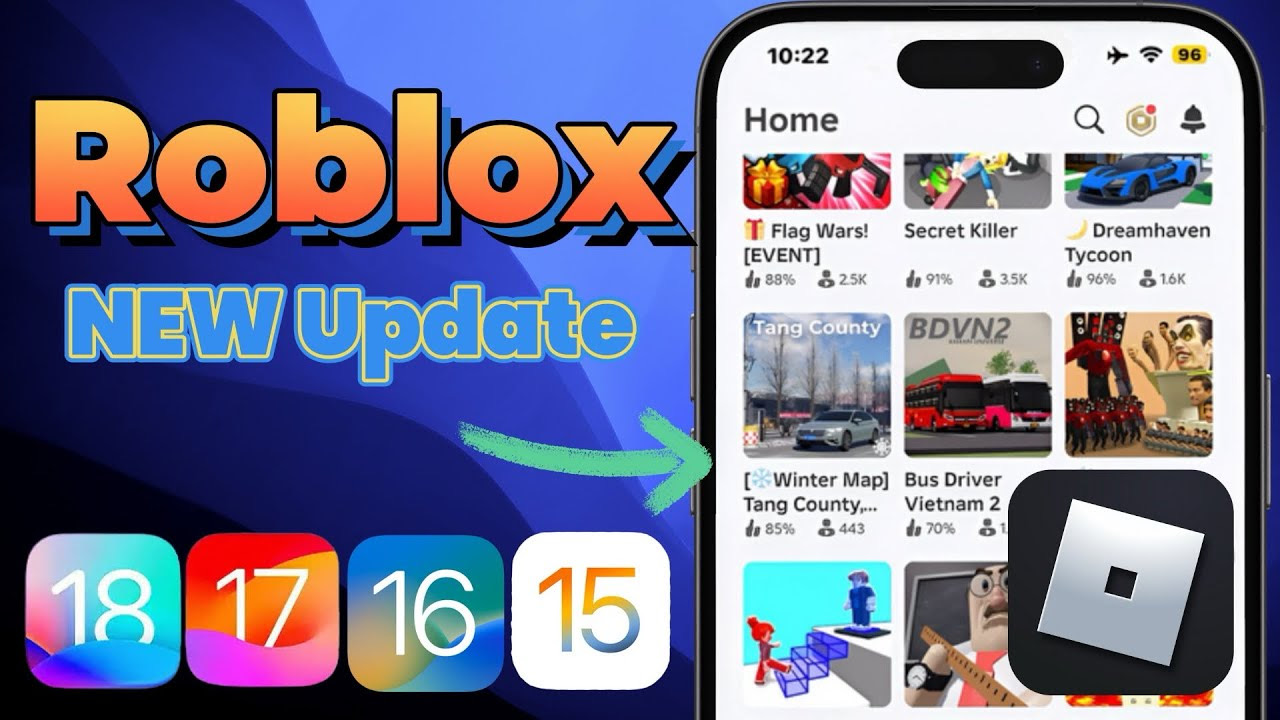 Roblox
NEW Update
18
17
16
15
10:22
96
Home
🎁 Flag Wars!
[EVENT]
88% 2.5K
Secret Killer
91% 3.5K
🌙 Dreamhaven
Tycoon
96% 1.6K
Tang County
BDVN2
[❄️Winter Map]
Tang County,...
85% 443
Bus Driver
Vietnam 2
70% 1.